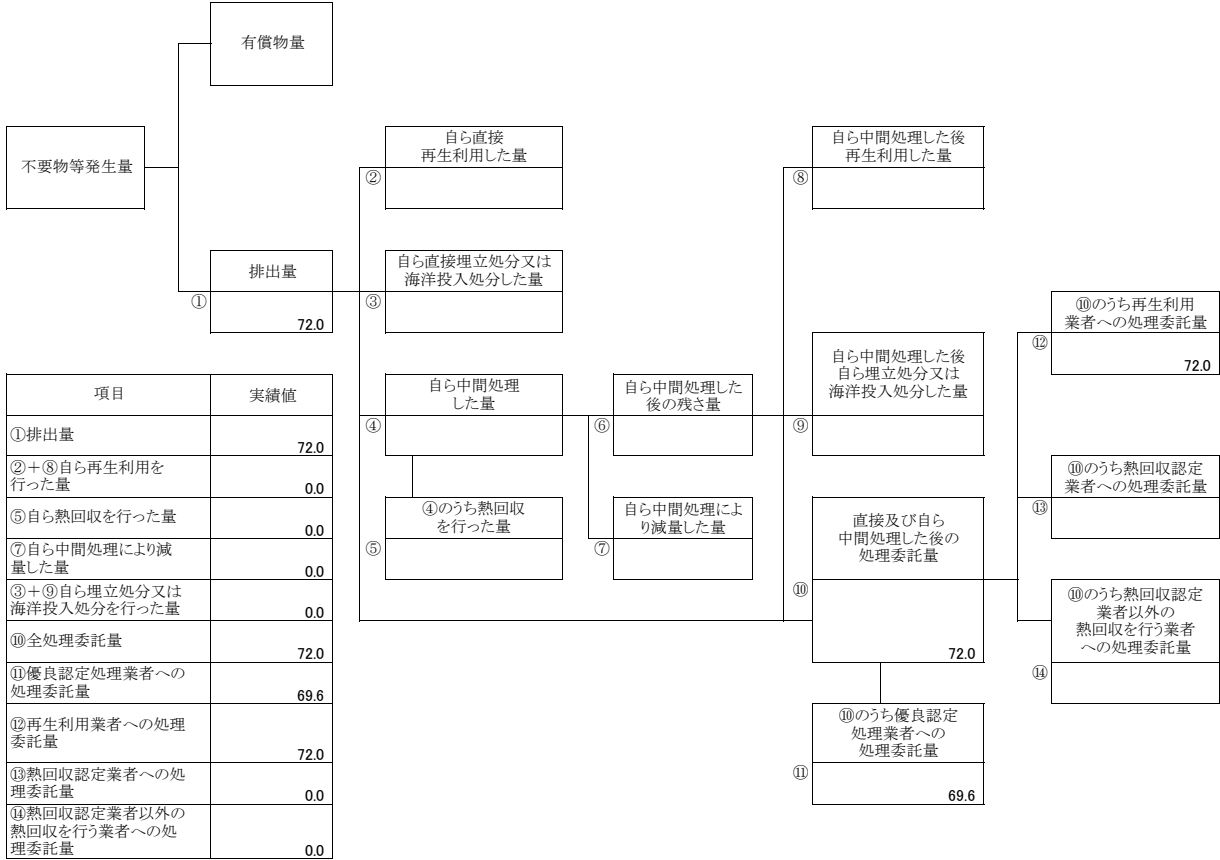 有償物量
不要物等発生量
自ら直接
再生利用した量
②
自ら中間処理した後
再生利用した量
⑧
排出量
①
72.0
自ら直接埋立処分又は
海洋投入処分した量
③
⑩のうち再生利用
業者への処理委託量
⑫
72.0
自ら中間処理
した量
④
自ら中間処理した
後の残さ量
⑥
自ら中間処理した後
自ら埋立処分又は
海洋投入処分した量
⑨
⑩のうち熱回収認定
業者への処理委託量
⑬
④のうち熱回収
を行った量
⑤
自ら中間処理によ
り減量した量
⑦
直接及び自ら
中間処理した後の
処理委託量
⑩
72.0
⑩のうち熱回収認定
業者以外の
熱回収を行う業者
への処理委託量
⑭
⑩のうち優良認定
処理業者への
処理委託量
⑪
69.6
項目 実績値
①排出量
72.0
②＋⑧自ら再生利用を
行った量
0.0
⑤自ら熱回収を行った量
0.0
⑦自ら中間処理により減
量した量
0.0
③＋⑨自ら埋立処分又は
海洋投入処分を行った量
0.0
⑩全処理委託量
72.0
⑪優良認定処理業者への
処理委託量
69.6
⑫再生利用業者への処理
委託量
72.0
⑬熱回収認定業者への処
理委託量
0.0
⑭熱回収認定業者以外の
熱回収を行う業者への処
理委託量
0.0